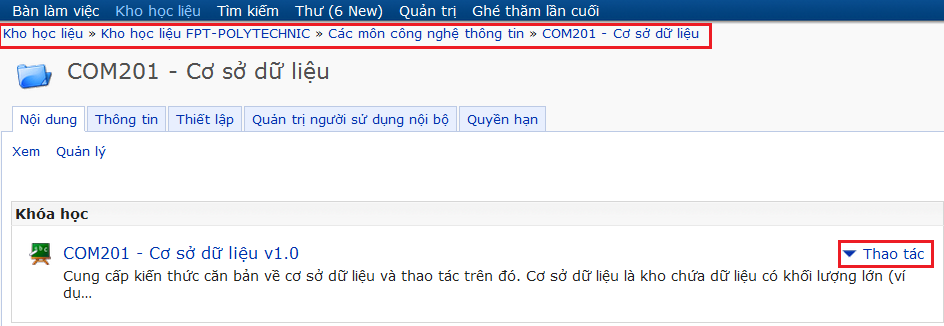 Bàn làm việc Kho học liệu Tìm kiếm Thư (6 New) Quản trị Ghé thăm lần cuối
Kho học liệu » Kho học liệu FPT-POLYTECHNIC » Các môn công nghệ thông tin » COM201 - Cơ sở dữ liệu
COM201 - Cơ sở dữ liệu
Nội dung Thông tin Thiết lập Quản trị người sử dụng nội bộ Quyền hạn
Xem Quản lý
Khóa học
abc
COM201 - Cơ sở dữ liệu v1.0 Thao tác
Cung cấp kiến thức căn bản về cơ sở dữ liệu và thao tác trên đó. Cơ sở dữ liệu là kho chứa dữ liệu có khối lượng lớn (ví
dụ...